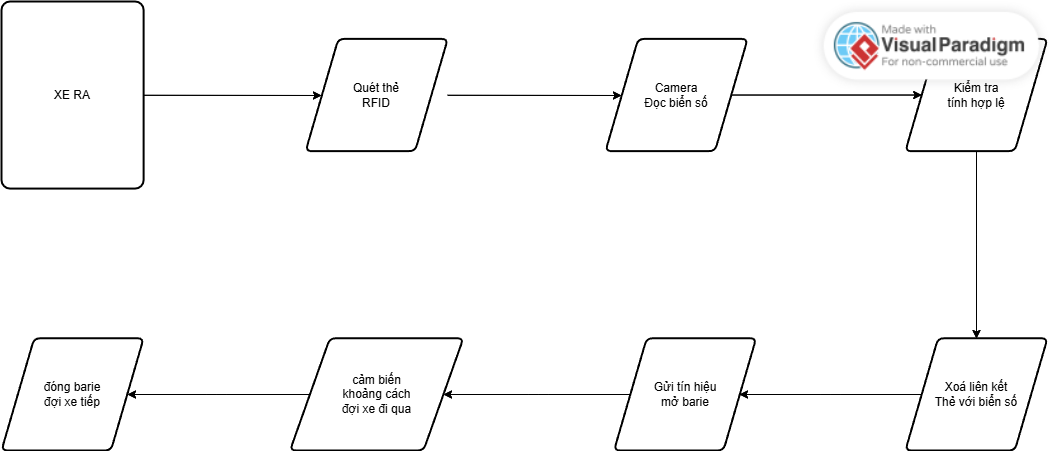 XE RA
Quét thẻ
RFID
Camera
Đọc biển số
Made with
Visual Paradigm
For non-commercial use
Kiểm tra
tính hợp lệ
đóng barie
đợi xe tiếp
cảm biến
khoảng cách
đợi xe đi qua
Gửi tín hiệu
mở barie
Xoá liên kết
Thẻ với biển số